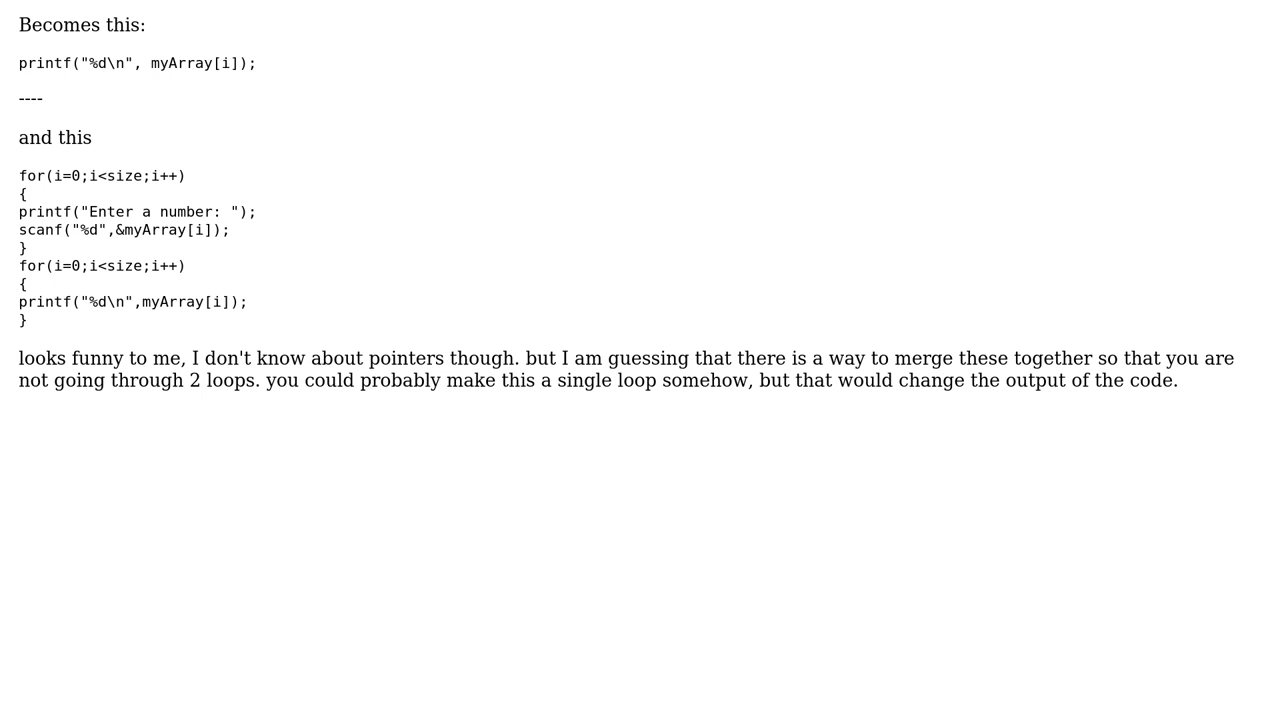 Becomes this:
printf("%d\n", myArray[i]);
----
and this
for(i=0;i<size;i++)
{
printf("Enter a number: ");
scanf("%d",&myArray[i]);
}
for(i=0;i<size;i++)
{
printf("%d\n",myArray[i]);
}
looks funny to me, I don't know about pointers though. but I am guessing that there is a way to merge these together so that you are
not going through 2 loops. you could probably make this a single loop somehow, but that would change the output of the code.